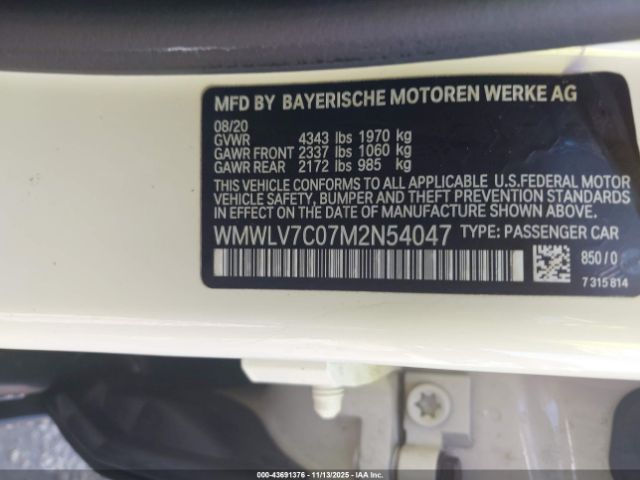 MFD BY BAYERISCHE MOTOREN WERKE AG
08/20
GVWR 4343 lbs 1970 kg
GAWR FRONT 2337 lbs 1060 kg
GAWR REAR 2172 lbs 985 kg
THIS VEHICLE CONFORMS TO ALL APPLICABLE U.S.FEDERAL MOTOR
VEHICLE SAFETY, BUMPER AND THEFT PREVENTION STANDARDS
IN EFFECT ON THE DATE OF MANUFACTURE SHOWN ABOVE.
WMWLV7C07M2N54047 TYPE: PASSENGER CAR
850/0
7 315 814
000-43691376 | 11/13/2025 | IAAI.COM